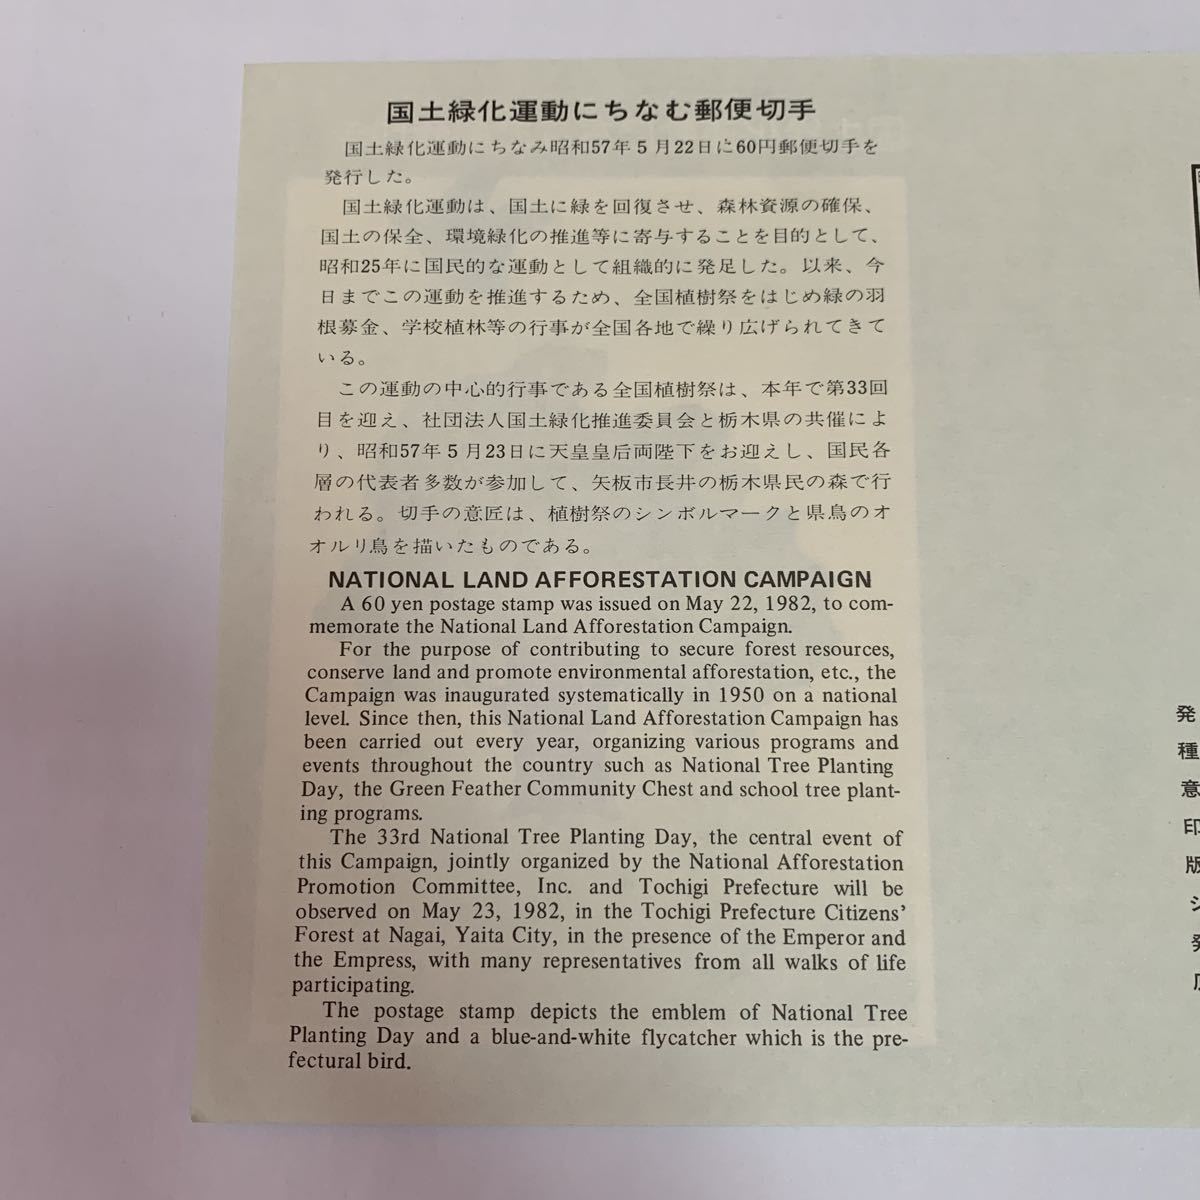 国土緑化運動にちなむ郵便切手
国土緑化運動にちなみ昭和57年5月22日に60円郵便切手を
発行した。
国土緑化運動は、国土に緑を回復させ、森林資源の確保、
国土の保全、環境緑化の推進等に寄与することを目的として、
昭和25年に国民的な運動として組織的に発足した。以来、今
日までこの運動を推進するため、全国植樹祭をはじめ緑の羽
根募金、学校植林等の行事が全国各地で繰り広げられてきて
いる。
この運動の中心的行事である全国植樹祭は、本年で第33回
目を迎え、社団法人国土緑化推進委員会と栃木県の共催によ
り、昭和57年5月23日に天皇皇后両陛下をお迎えし、国民各
層の代表者多数が参加して、矢板市長井の栃木県民の森で行
われる。切手の意匠は、植樹祭のシンボルマークと県鳥のオ
オルリ鳥を描いたものである。
NATIONAL LAND AFFORESTATION CAMPAIGN
A 60 yen postage stamp was issued on May 22, 1982, to com-
memorate the National Land Afforestation Campaign.
For the purpose of contributing to secure forest resources,
conserve land and promote environmental afforestation, etc., the
Campaign was inaugurated systematically in 1950 on a national
level. Since then, this National Land Afforestation Campaign has
been carried out every year, organizing various programs and
events throughout the country such as National Tree Planting
Day, the Green Feather Community Chest and school tree plant-
ing programs.
The 33rd National Tree Planting Day, the central event of
this Campaign, jointly organized by the National Afforestation
Promotion Committee, Inc. and Tochigi Prefecture will be
observed on May 23, 1982, in the Tochigi Prefecture Citizens'
Forest at Nagai, Yaita City, in the presence of the Emperor and
the Empress, with many representatives from all walks of life
participating.
The postage stamp depicts the emblem of National Tree
Planting Day and a blue-and-white flycatcher which is the pre-
fectural bird.
発
種
意
印
版
シ